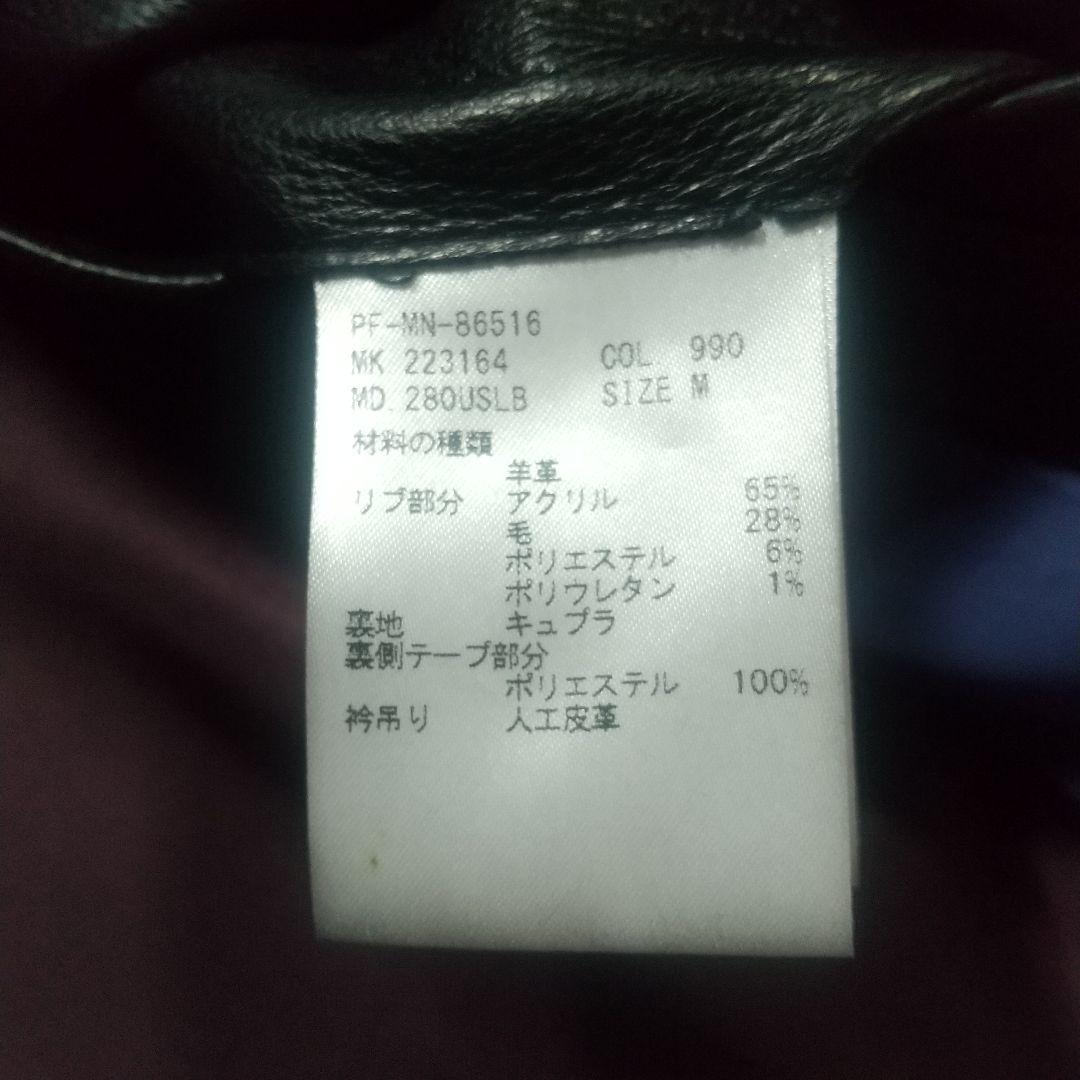 PF-MN-86516
MK 223164 COL 990
MD 280USLB SIZE M
材料の種類
羊革
リブ部分 アクリル 65%
毛 28%
ポリエステル 6%
ポリウレタン 1%
裏地 キュプラ
裏側テープ部分
ポリエステル 100%
衿吊り 人工皮革